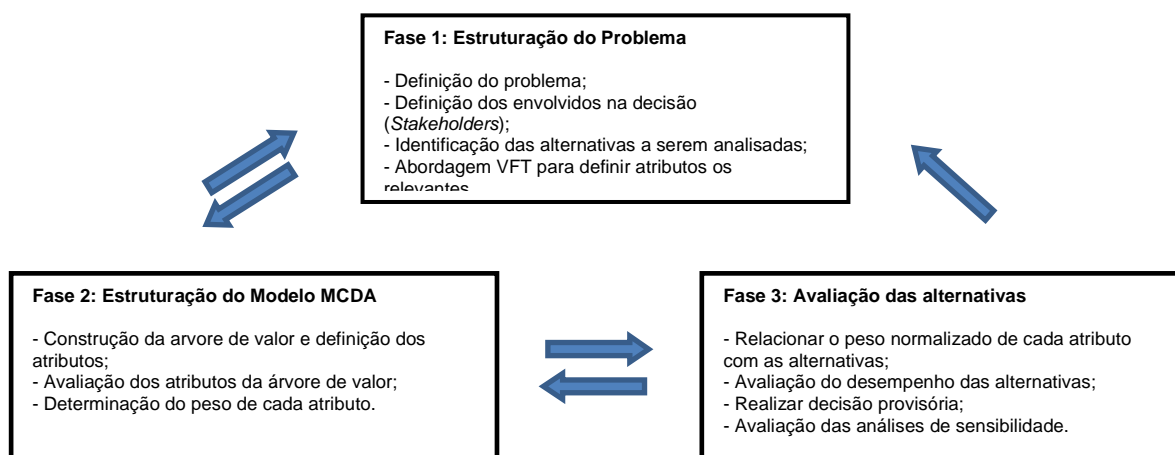 Fase 1: Estruturação do Problema
- Definição do problema;
- Definição dos envolvidos na decisão
(Stakeholders);
- Identificação das alternativas a serem analisadas;
- Abordagem VFT para definir atributos os
relevantes
Fase 2: Estruturação do Modelo MCDA
- Construção da arvore de valor e definição dos
atributos;
- Avaliação dos atributos da árvore de valor;
- Determinação do peso de cada atributo.
Fase 3: Avaliação das alternativas
- Relacionar o peso normalizado de cada atributo
com as alternativas;
- Avaliação do desempenho das alternativas;
- Realizar decisão provisória;
- Avaliação das análises de sensibilidade.